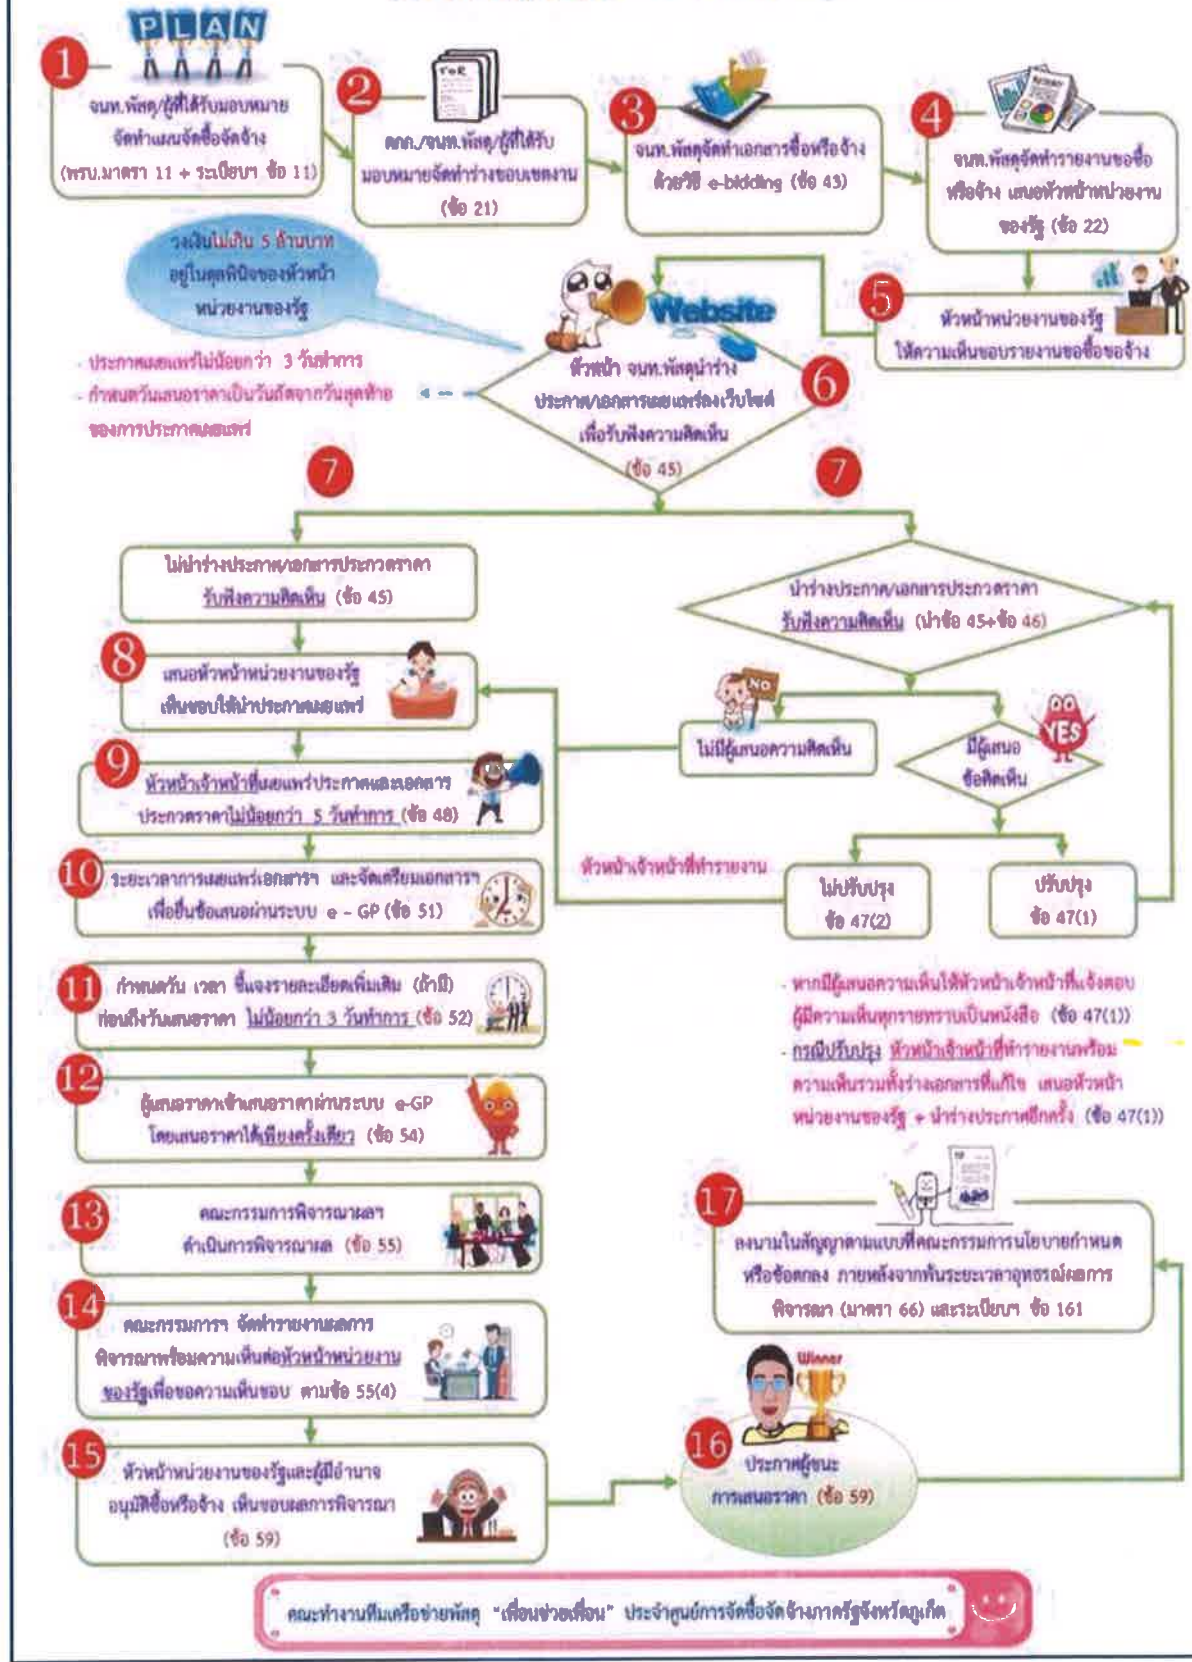 PLAN
1
จนท.พัสดุ/ผู้ที่ได้รับมอบหมาย
จัดทำแผนจัดซื้อจัดจ้าง
(พรบ.มาตรา 11 + ระเบียบฯ ข้อ 11)
2
TOR
คกก./จนท.พัสดุ/ผู้ที่ได้รับ
มอบหมายจัดทำร่างขอบเขตงาน
(ข้อ 21)
3
จนท.พัสดุจัดทำเอกสารซื้อหรือจ้าง
ด้วยวิธี e-bidding (ข้อ 43)
4
จนท.พัสดุจัดทำรายงานขอซื้อ
หรือจ้าง เสนอหัวหน้าหน่วยงาน
ของรัฐ (ข้อ 22)
วงเงินไม่เกิน 5 ล้านบาท
อยู่ในดุลพินิจของหัวหน้า
หน่วยงานของรัฐ
5
หัวหน้าหน่วยงานของรัฐ
ให้ความเห็นชอบรายงานขอซื้อขอจ้าง
Website
- ประกาศเผยแพร่ไม่น้อยกว่า 3 วันทำการ
- กำหนดวันเสนอราคาเป็นวันถัดจากวันสุดท้าย
ของการประกาศเผยแพร่
6
หัวหน้า จนท.พัสดุนำร่าง
ประกาศ/เอกสารเผยแพร่ลงเว็บไซต์
เพื่อรับฟังความคิดเห็น
(ข้อ 45)
7
7
ไม่นำร่างประกาศ/เอกสารประกวดราคา
รับฟังความคิดเห็น (ข้อ 45)
นำร่างประกาศ/เอกสารประกวดราคา
รับฟังความคิดเห็น (นำข้อ 45+ข้อ 46)
8
เสนอหัวหน้าหน่วยงานของรัฐ
เห็นชอบให้นำประกาศเผยแพร่
NO
ไม่มีผู้เสนอความคิดเห็น
YES
มีผู้เสนอ
ข้อคิดเห็น
9
หัวหน้าเจ้าหน้าที่เผยแพร่ประกาศและเอกสาร
ประกวดราคาไม่น้อยกว่า 5 วันทำการ (ข้อ 48)
หัวหน้าเจ้าหน้าที่ทำรายงาน
ไม่ปรับปรุง
ข้อ 47(2)
ปรับปรุง
ข้อ 47(1)
10
ระยะเวลาการเผยแพร่เอกสารฯ และจัดเตรียมเอกสารฯ
เพื่อยื่นข้อเสนอผ่านระบบ e - GP (ข้อ 51)
11
กำหนดวัน เวลา ชี้แจงรายละเอียดเพิ่มเติม (ถ้ามี)
ก่อนถึงวันเสนอราคา ไม่น้อยกว่า 3 วันทำการ (ข้อ 52)
- หากมีผู้เสนอความเห็นให้หัวหน้าเจ้าหน้าที่แจ้งตอบ
ผู้มีความเห็นทุกรายทราบเป็นหนังสือ (ข้อ 47(1))
- กรณีปรับปรุง หัวหน้าเจ้าหน้าที่ทำรายงานพร้อม
ความเห็นรวมทั้งร่างเอกสารที่แก้ไข เสนอหัวหน้า
หน่วยงานของรัฐ + นำร่างประกาศอีกครั้ง (ข้อ 47(1))
12
ผู้เสนอราคาเข้าเสนอราคาผ่านระบบ e-GP
โดยเสนอราคาได้เพียงครั้งเดียว (ข้อ 54)
13
คณะกรรมการพิจารณาผลฯ
ดำเนินการพิจารณาผล (ข้อ 55)
17
ลงนามในสัญญาตามแบบที่คณะกรรมการนโยบายกำหนด
หรือข้อตกลง ภายหลังจากพ้นระยะเวลาอุทธรณ์ผลการ
พิจารณา (มาตรา 66) และระเบียบฯ ข้อ 161
14
คณะกรรมการฯ จัดทำรายงานผลการ
พิจารณาพร้อมความเห็นต่อหัวหน้าหน่วยงาน
ของรัฐเพื่อขอความเห็นชอบ ตามข้อ 55(4)
15
หัวหน้าหน่วยงานของรัฐและผู้มีอำนาจ
อนุมัติซื้อหรือจ้าง เห็นชอบผลการพิจารณา
(ข้อ 59)
Winner
16
ประกาศผู้ชนะ
การเสนอราคา (ข้อ 59)
คณะทำงานทีมเครือข่ายพัสดุ "เพื่อนช่วยเพื่อน" ประจำศูนย์การจัดซื้อจัดจ้างภาครัฐจังหวัดภูเก็ต